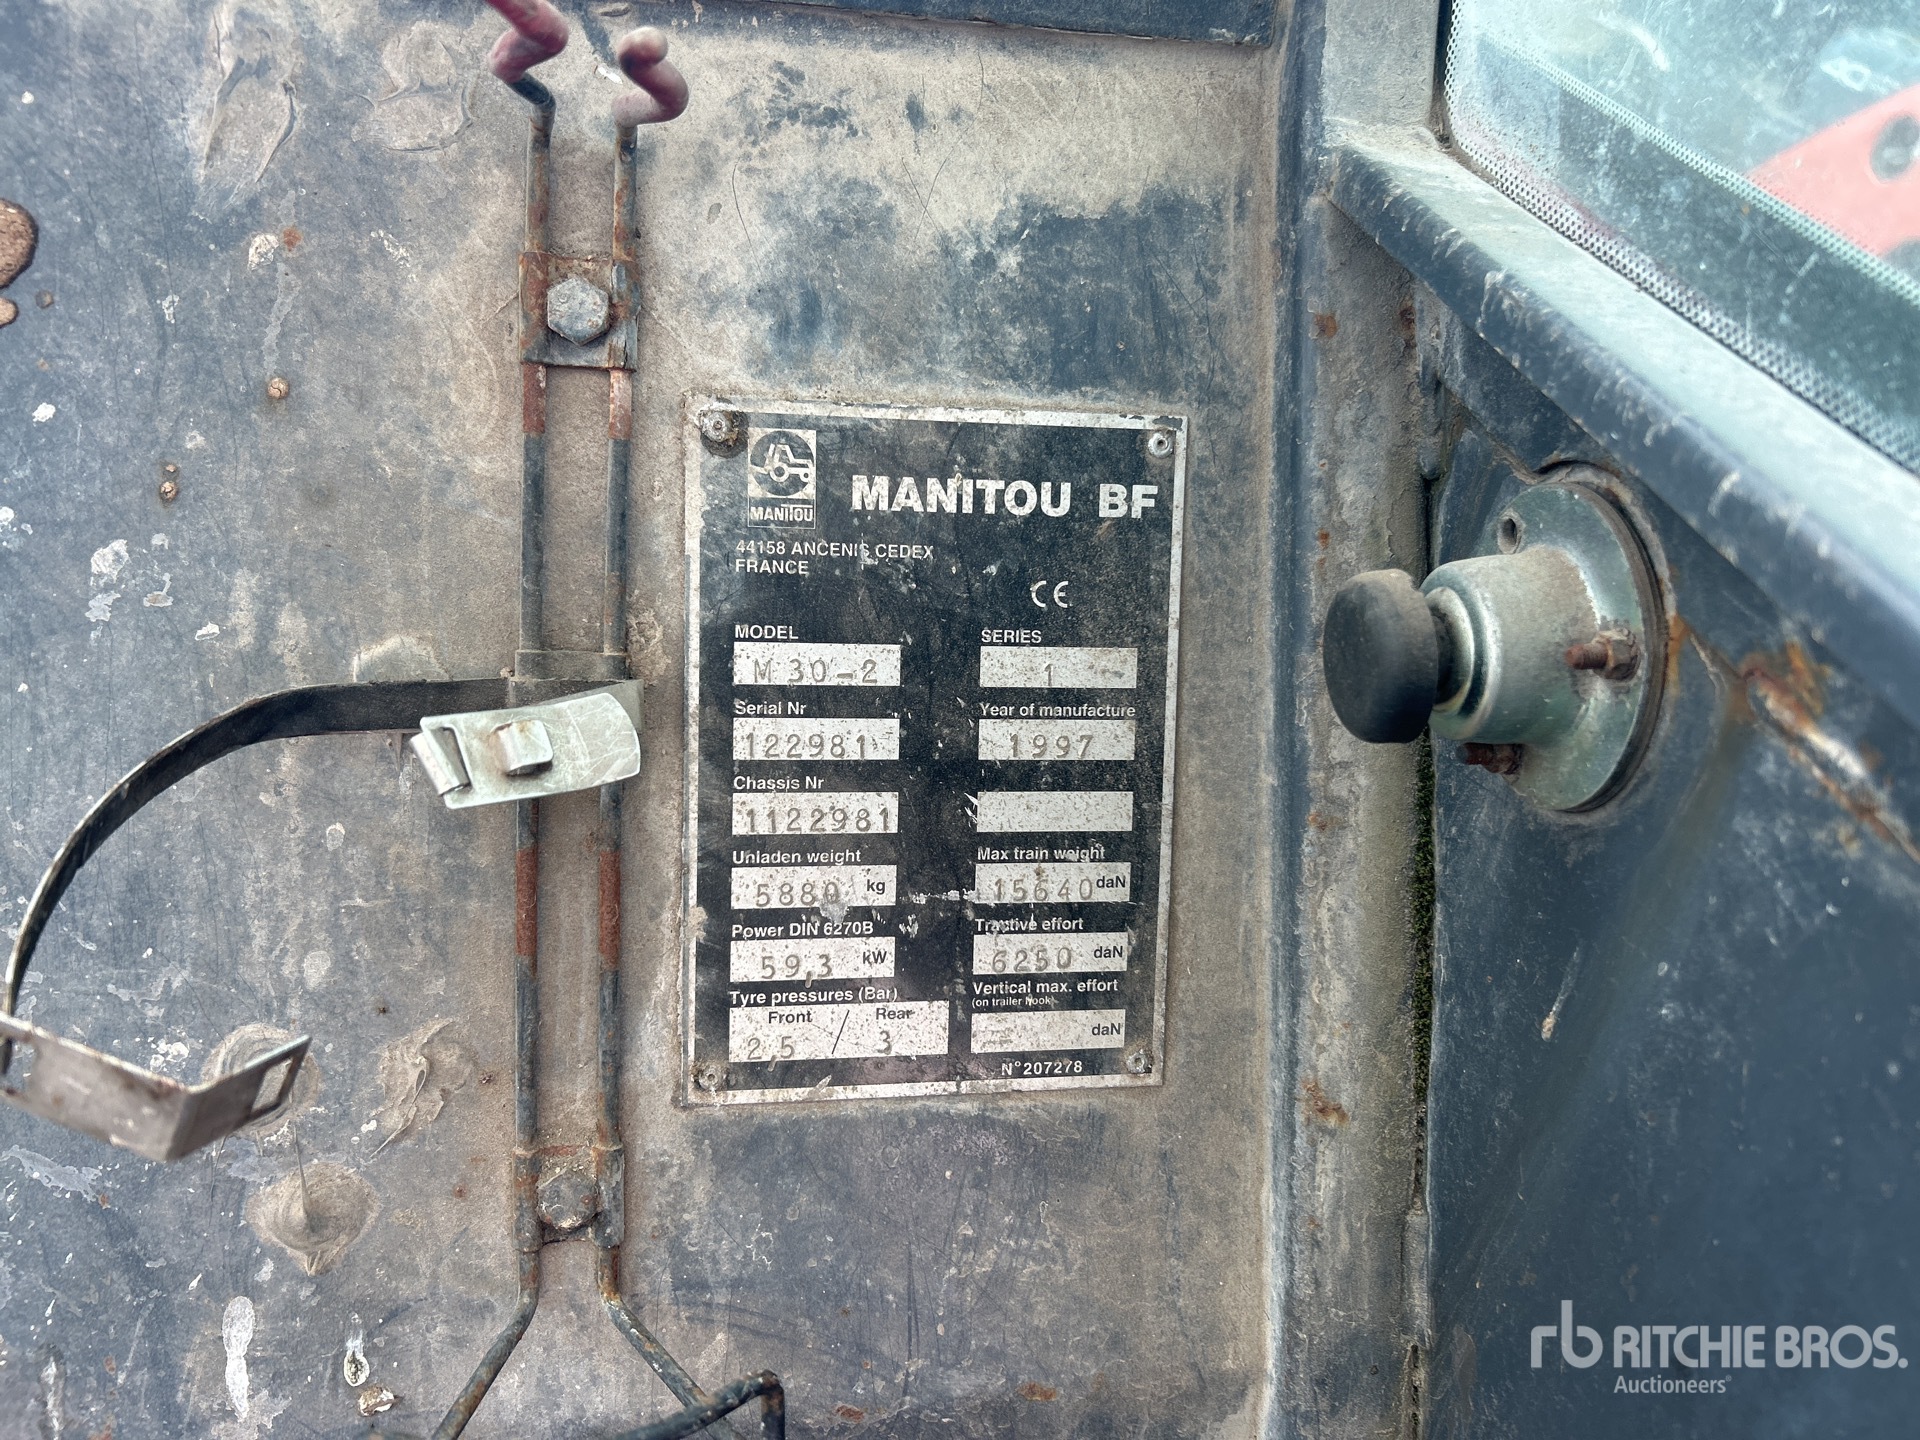 MANITOU
MANITOU BF
44158 ANCENIS CEDEX
FRANCE
CE
MODEL
M 30-2
SERIES
1
Serial Nr
122981
Year of manufacture
1997
Chassis Nr
1122981
Unladen weight
5880 kg
Max train weight
15640 daN
Power DIN 6270B
59,3 kW
Tractive effort
6250 daN
Tyre pressures (Bar)
Front / Rear
2,5 3
Vertical max. effort
(on trailer hook)
daN
N°207278
rb RITCHIE BROS.
Auctioneers